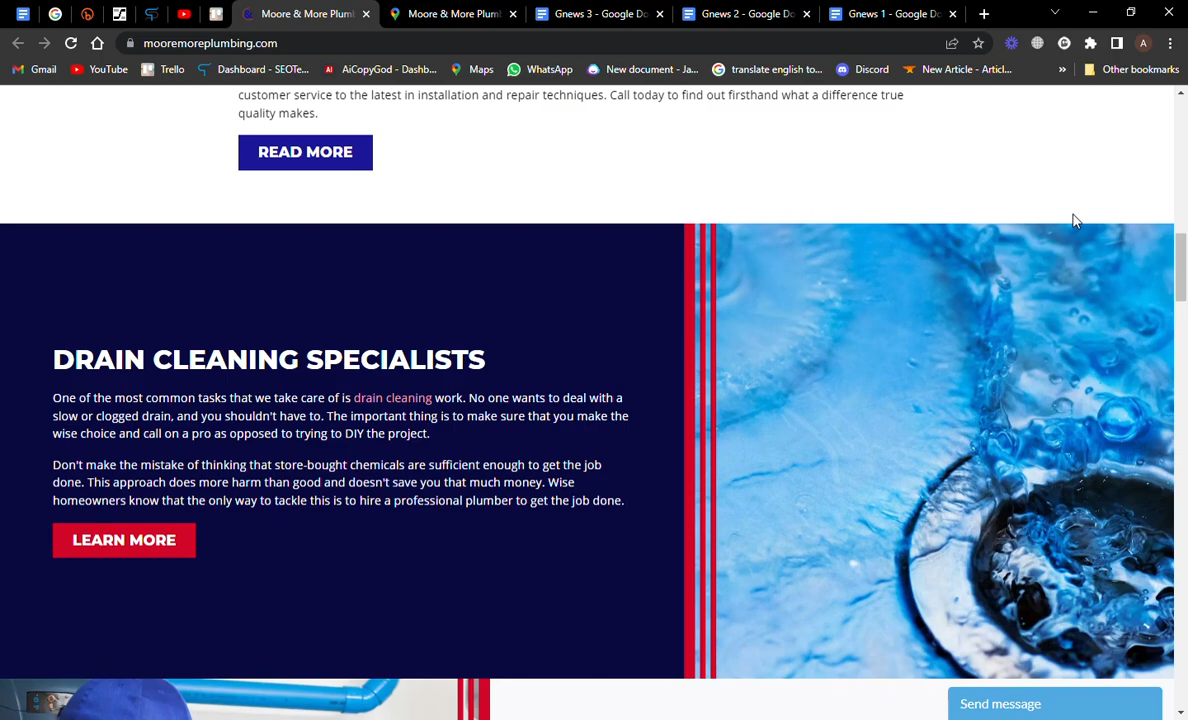 Moore & More Plumb
Moore & More Plumb
Gnews 3 - Google Do
Gnews 2 - Google Do
Gnews 1 - Google Do
mooremoreplumbing.com
A
Gmail
YouTube
Trello
Dashboard - SEOTe...
AI
AiCopyGod - Dashb...
Maps
WhatsApp
New document - Ja...
translate english to...
Discord
New Article - Articl...
»
Other bookmarks
customer service to the latest in installation and repair techniques. Call today to find out firsthand what a difference true
quality makes.
READ MORE
DRAIN CLEANING SPECIALISTS
One of the most common tasks that we take care of is drain cleaning work. No one wants to deal with a
slow or clogged drain, and you shouldn't have to. The important thing is to make sure that you make the
wise choice and call on a pro as opposed to trying to DIY the project.
Don't make the mistake of thinking that store-bought chemicals are sufficient enough to get the job
done. This approach does more harm than good and doesn't save you that much money. Wise
homeowners know that the only way to tackle this is to hire a professional plumber to get the job done.
LEARN MORE
Send message